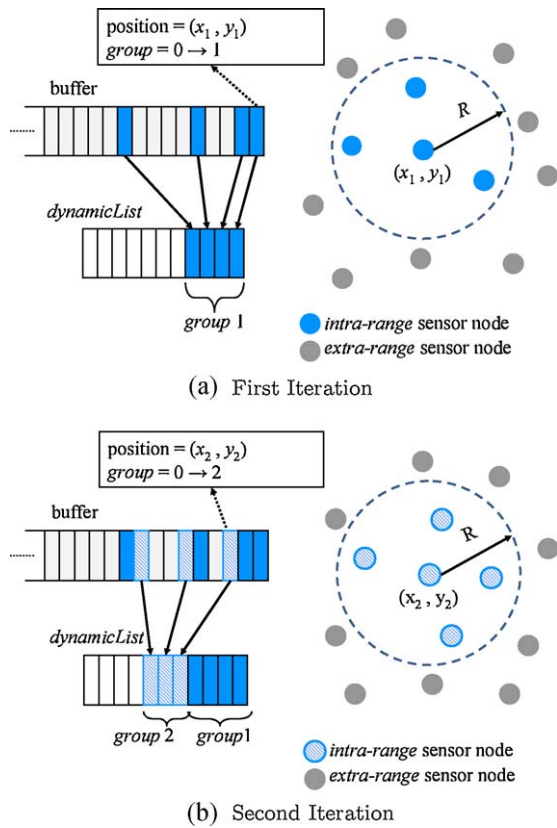 position = (x₁ , y₁)
group = 0 → 1
buffer
........
R
(x₁ , y₁)
dynamicList
group 1
intra-range sensor node
extra-range sensor node
(a) First Iteration
position = (x₂ , y₂)
group = 0 → 2
buffer
........
R
(x₂ , y₂)
dynamicList
group 2
group1
intra-range sensor node
extra-range sensor node
(b) Second Iteration